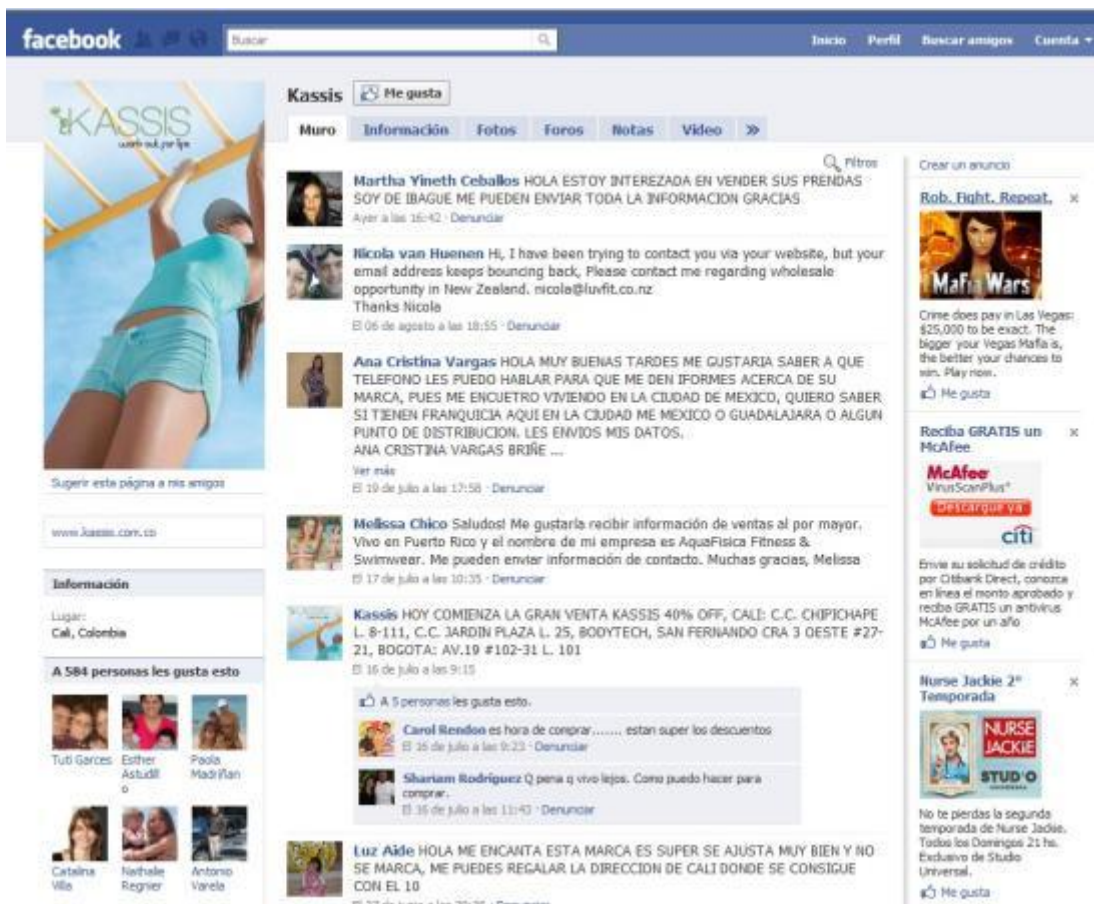 facebook
Buscar
Inicio Perfil Buscar amigos Cuenta
KASSIS
work out por ti
Sugerir esta página a mis amigos
www.kassis.com.co
Información
Lugar:
Cali, Colombia
A 584 personas les gusta esto
Tuti Garces
Esther
Astudill
o
Paola
Madriñan
Catalina
Villa
Nathalie
Regnier
Antonio
Varela
Kassis Me gusta
Muro Información Fotos Foros Notas Video »
Filtros
Martha Yineth Ceballos HOLA ESTOY INTEREZADA EN VENDER SUS PRENDAS
SOY DE IBAGUE ME PUEDEN ENVIAR TODA LA INFORMACION GRACIAS
Ayer a las 16:42 · Denunciar
Nicola van Huenen Hi, I have been trying to contact you via your website, but your
email address keeps bouncing back, Please contact me regarding wholesale
opportunity in New Zealand. nicola@luvfit.co.nz
Thanks Nicola
El 06 de agosto a las 18:55 · Denunciar
Ana Cristina Vargas HOLA MUY BUENAS TARDES ME GUSTARIA SABER A QUE
TELEFONO LES PUEDO HABLAR PARA QUE ME DEN IFORMES ACERCA DE SU
MARCA, PUES ME ENCUETRO VIVIENDO EN LA CIUDAD DE MEXICO, QUIERO SABER
SI TIENEN FRANQUICIA AQUI EN LA CIUDAD ME MEXICO O GUADALAJARA O ALGUN
PUNTO DE DISTRIBUCION. LES ENVIOS MIS DATOS.
ANA CRISTINA VARGAS BRIÑE ...
Ver más
El 19 de julio a las 17:58 · Denunciar
Melissa Chico Saludos! Me gustaría recibir información de ventas al por mayor.
Vivo en Puerto Rico y el nombre de mi empresa es AquaFisica Fitness &
Swimwear. Me pueden enviar información de contacto. Muchas gracias, Melissa
El 17 de julio a las 10:35 · Denunciar
Kassis HOY COMIENZA LA GRAN VENTA KASSIS 40% OFF, CALI: C.C. CHIPICHAPE
L. 8-111, C.C. JARDIN PLAZA L. 25, BODYTECH, SAN FERNANDO CRA 3 OESTE #27-
21, BOGOTA: AV.19 #102-31 L. 101
El 16 de julio a las 9:15
A 5 personas les gusta esto.
Carol Rendon es hora de comprar....... estan super los descuentos
El 16 de julio a las 9:23 · Denunciar
Shariam Rodriguez Q pena q vivo lejos. Como puedo hacer para
comprar.
El 16 de julio a las 11:43 · Denunciar
Luz Aide HOLA ME ENCANTA ESTA MARCA ES SUPER SE AJUSTA MUY BIEN Y NO
SE MARCA, ME PUEDES REGALAR LA DIRECCION DE CALI DONDE SE CONSIGUE
CON EL 10
Crear un anuncio
Rob. Fight. Repeat.
Mafia Wars
Crime does pay in Las Vegas:
$25,000 to be exact. The
bigger your Vegas Mafia is,
the better your chances to
win. Play now.
Me gusta
Reciba GRATIS un
McAfee
McAfee
VirusScanPlus
Descargue ya
citi
Envie su solicitud de crédito
por Citibank Direct, conozca
en línea el monto aprobado y
reciba GRATIS un antivirus
McAfee por un año
Me gusta
Nurse Jackie 2°
Temporada
NURSE
JACKIE
STUD'O
UNIVERSAL
No te pierdas la segunda
temporada de Nurse Jackie.
Todos los Domingos 21 hs.
Exclusivo de Studio
Universal.
Me gusta